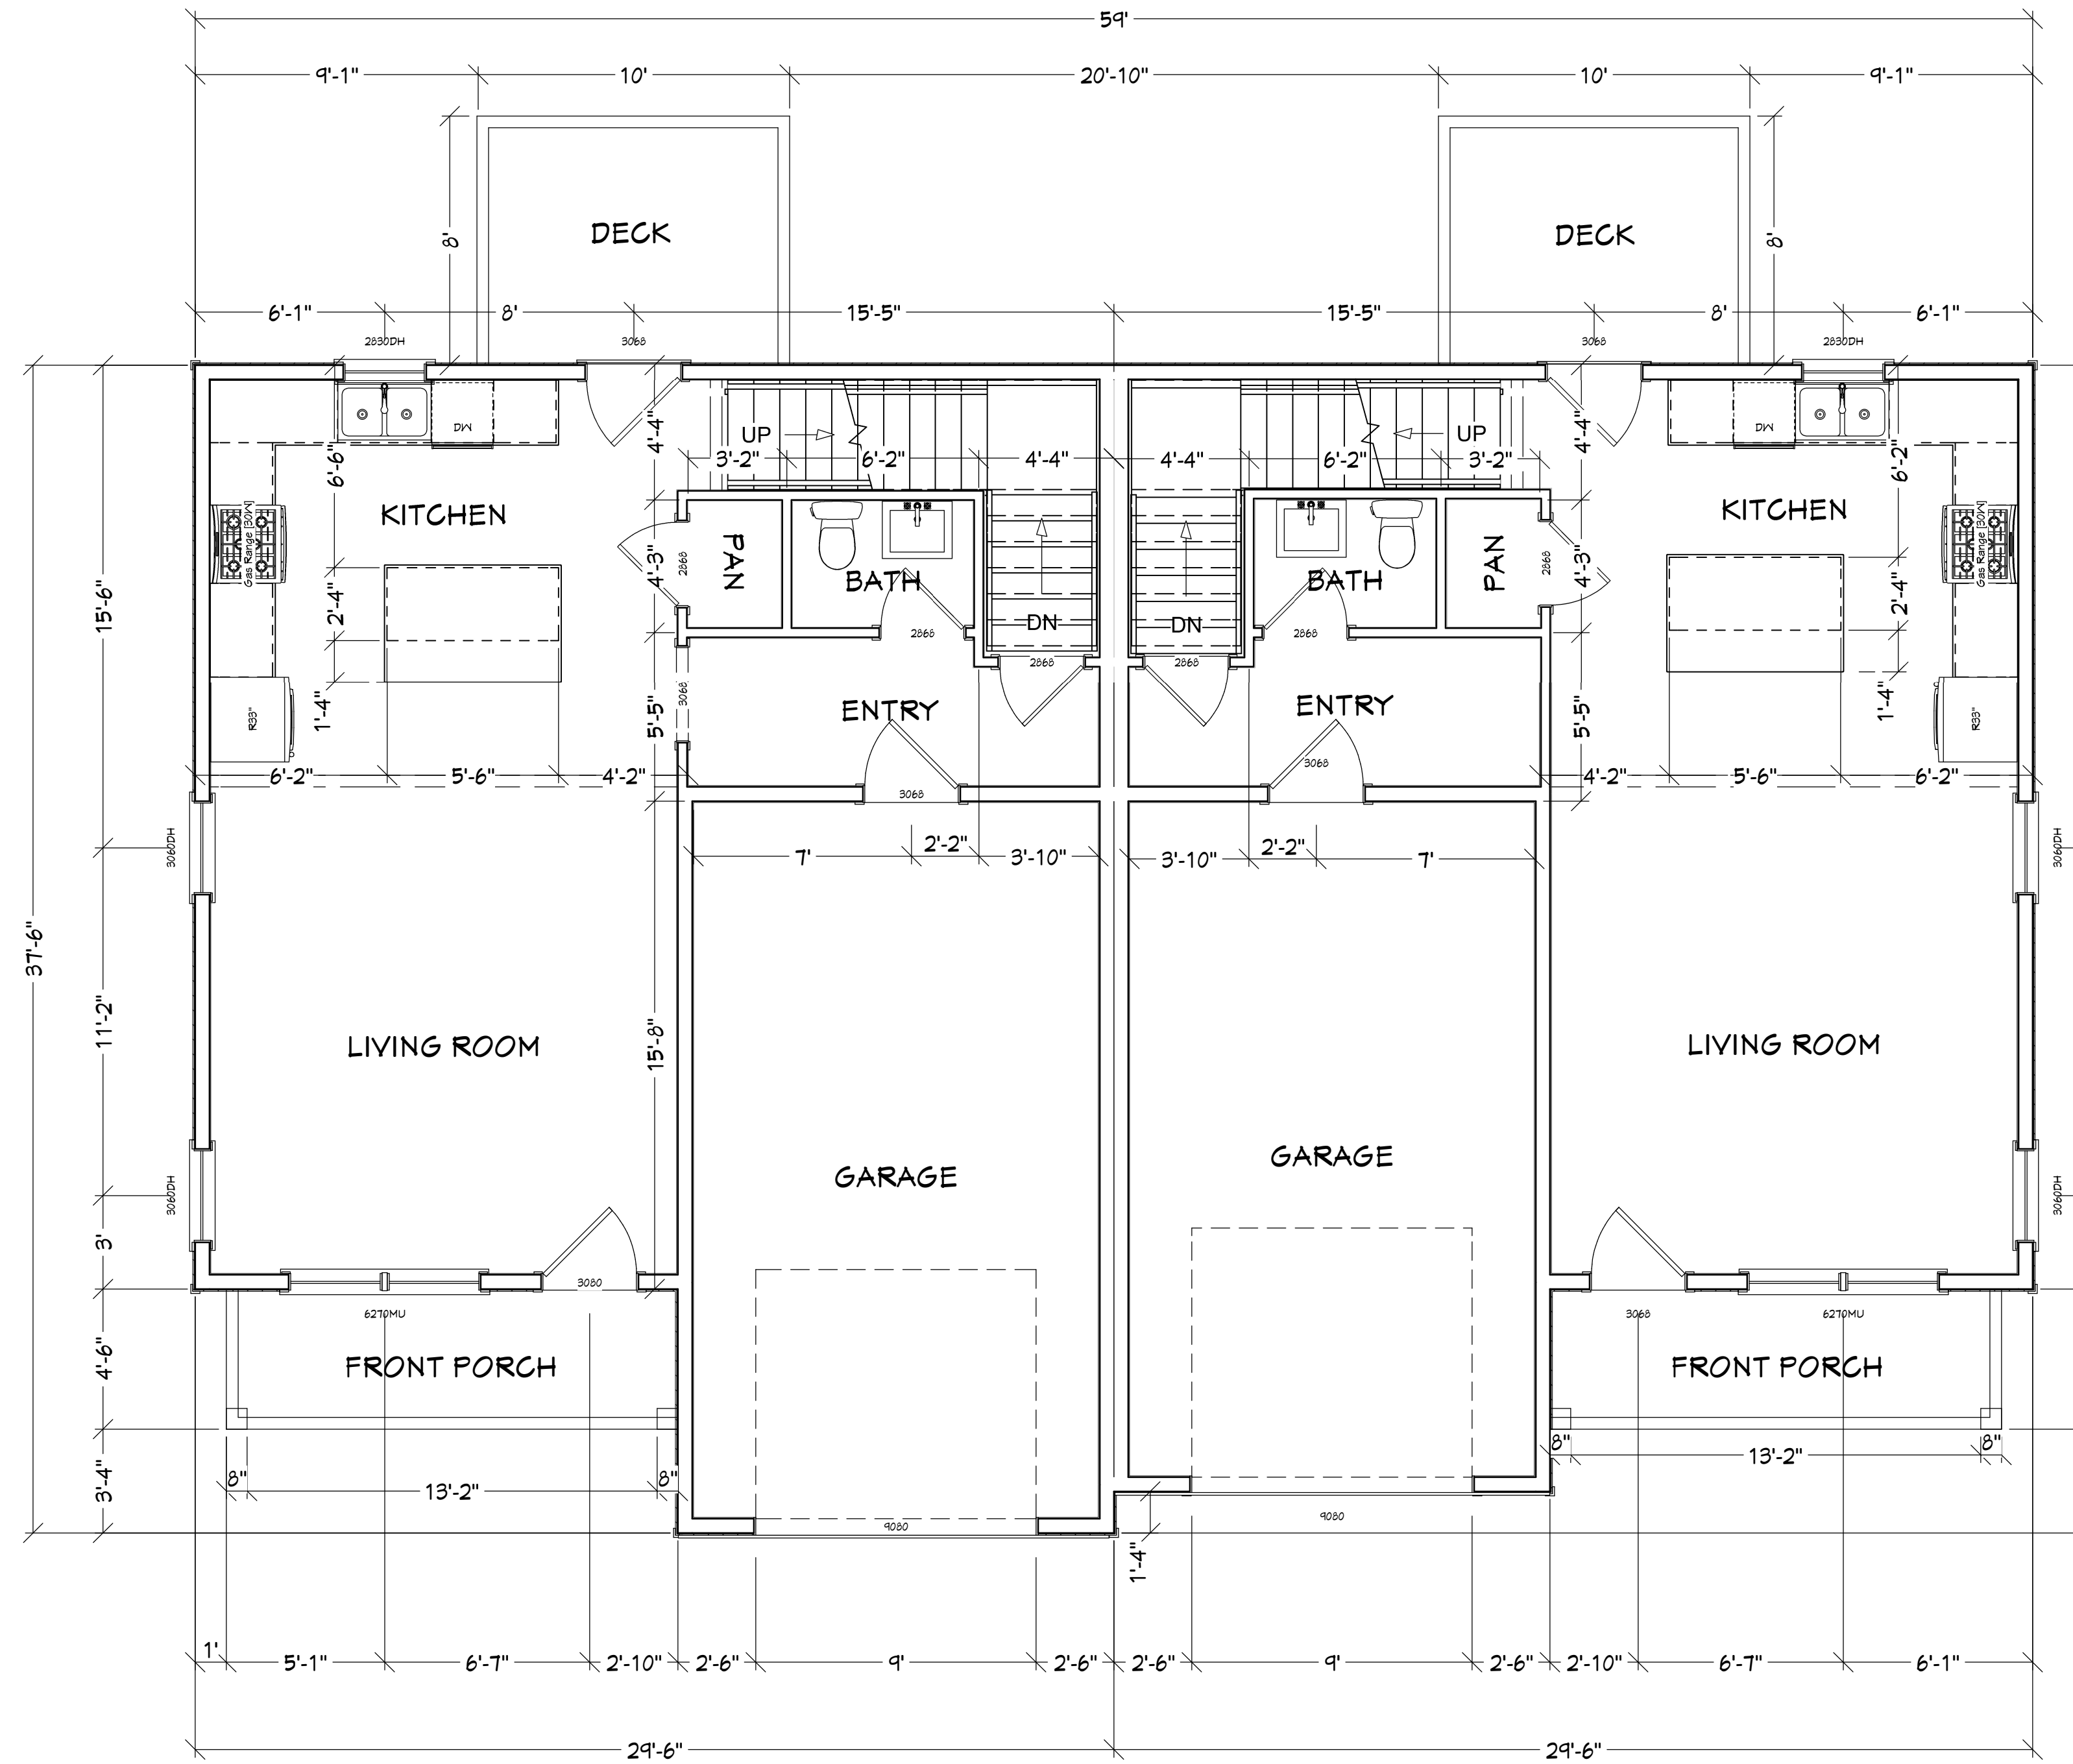 59'
9'-1"
10'
20'-10"
10'
9'-1"
8'
DECK
DECK
8'
6'-1"
8'
15'-5"
15'-5"
8'
6'-1"
2830DH
3068
3068
2830DH
DW
DW
4'-4"
UP
UP
4'-4"
6'-6"
3'-2"
6'-2"
4'-4"
4'-4"
6'-2"
3'-2"
6'-2"
KITCHEN
KITCHEN
Gas Range [30W]
2868
4'-3"
PAN
BATH
BATH
PAN
2868
4'-3"
Gas Range [30W]
15'-6"
2'-4"
2868
DN
DN
2868
2'-4"
2868
2868
1'-4"
R33"
3068
5'-5"
ENTRY
ENTRY
5'-5"
1'-4"
R33"
6'-2"
5'-6"
4'-2"
3068
3068
4'-2"
5'-6"
6'-2"
3060DH
7'
2'-2"
3'-10"
3'-10"
2'-2"
7'
3060DH
37'-6"
11'-2"
LIVING ROOM
15'-8"
LIVING ROOM
GARAGE
GARAGE
3060DH
3060DH
3'
3080
6270MU
3068
6270MU
4'-6"
FRONT PORCH
FRONT PORCH
3'-4"
8"
13'-2"
8"
8"
13'-2"
8"
9080
9080
1'-4"
1'
5'-1"
6'-7"
2'-10"
2'-6"
9'
2'-6"
2'-6"
9'
2'-6"
2'-10"
6'-7"
6'-1"
29'-6"
29'-6"